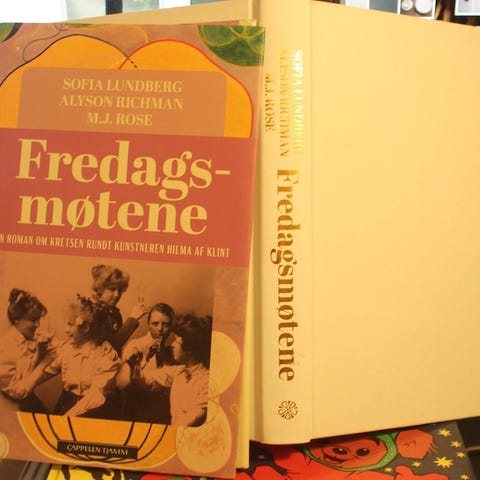 SOFIA LUNDBERG
ALYSON RICHMAN
M.J. ROSE
Fredags-
møtene
N ROMAN OM KRETSEN RUNDT KUNSTNEREN HILMA AF KLINT
CAPPELEN DAMM
SOFIA LUNDBERG
ALYSON RICHMAN
M.J. ROSE
Fredagsmøtene